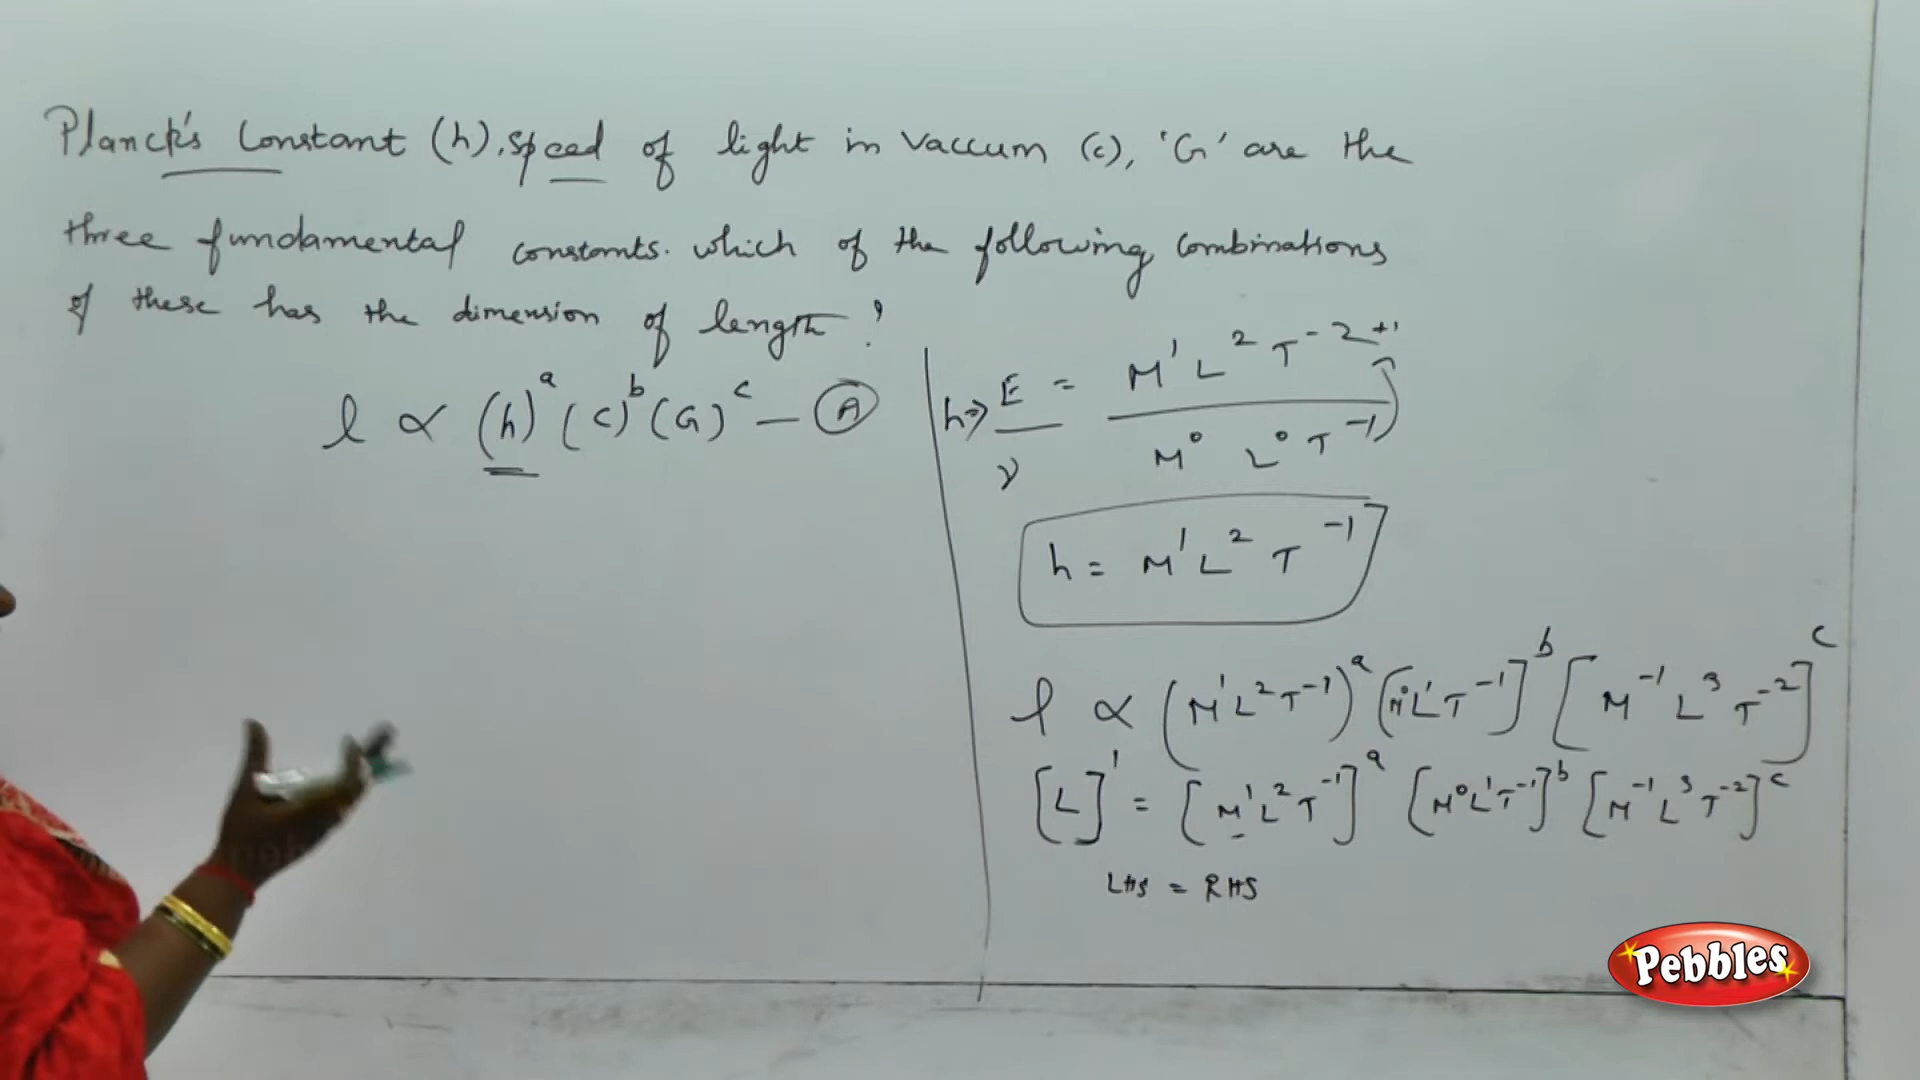 Planck's Constant (h), speed of light in vaccum (c), 'G' are the
three fundamental constants. which of the following combinations
of these has the dimension of length?
l ∝ (h)^a (c)^b (G)^c — Ⓐ
h ⇒ E/ν = M^1 L^2 T^-2+1 / M^0 L^0 T^-1
h = M^1 L^2 T^-1
l ∝ (M^1 L^2 T^-1)^a [M^0 L^1 T^-1]^b [M^-1 L^3 T^-2]^c
[L]^1 = [M^1 L^2 T^-1]^a [M^0 L^1 T^-1]^b [M^-1 L^3 T^-2]^c
LHS = RHS
Pebbles